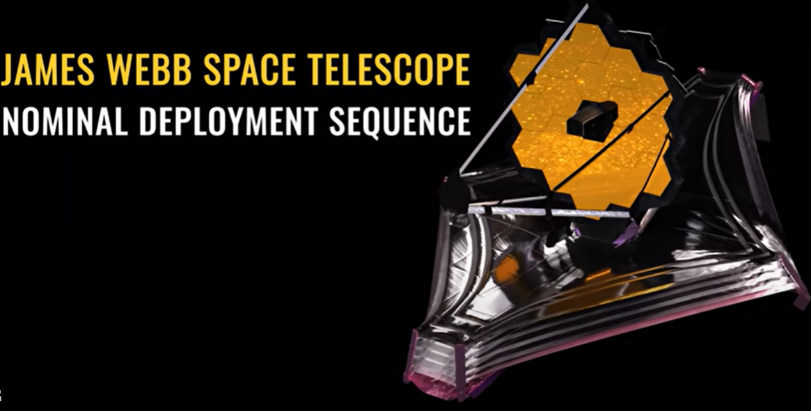 JAMES WEBB SPACE TELESCOPE
NOMINAL DEPLOYMENT SEQUENCE